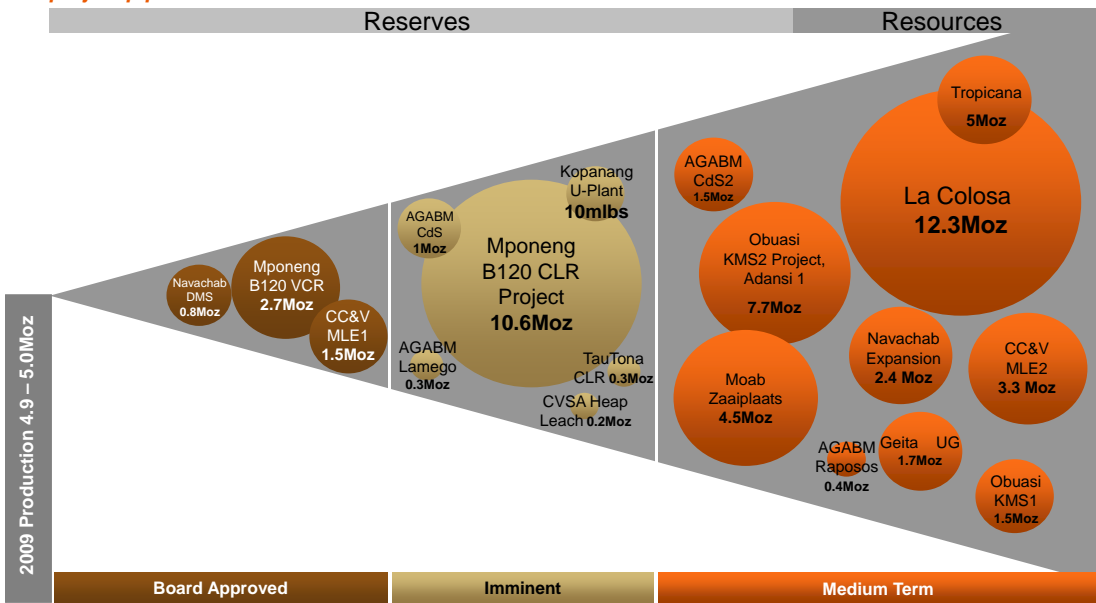 Reserves
Resources
Tropicana
5Moz
La Colosa
12.3Moz
AGABM
CdS2
1.5Moz
Kopanang
U-Plant
10mlbs
AGABM
CdS
1Moz
Mponeng
B120 CLR
Project
10.6Moz
Obuasi
KMS2 Project,
Adansi 1
7.7Moz
Navachab
DMS
0.8Moz
Mponeng
B120 VCR
2.7Moz
CC&V
MLE1
1.5Moz
AGABM
Lamego
0.3Moz
TauTona
CLR 0.3Moz
CVSA Heap
Leach 0.2Moz
Moab
Zaaiplaats
4.5Moz
Navachab
Expansion
2.4 Moz
CC&V
MLE2
3.3 Moz
AGABM
Raposos
0.4Moz
Geita UG
1.7Moz
Obuasi
KMS1
1.5Moz
2009 Production 4.9 – 5.0Moz
Board Approved
Imminent
Medium Term